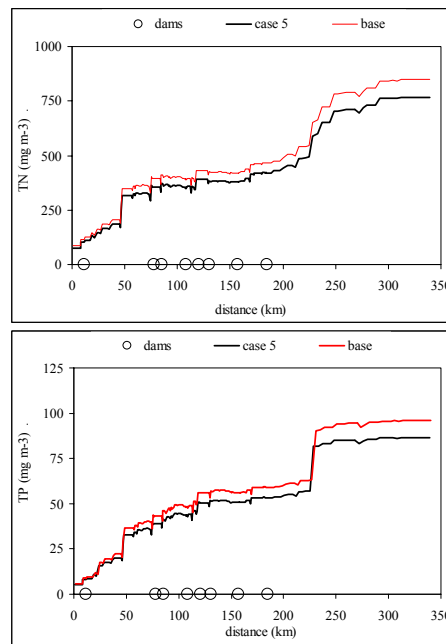 dams case 5 base
1000
750
500
250
0
TN (mg m-3) .
0 50 100 150 200 250 300 350
distance (km)
dams case 5 base
125
100
75
50
25
0
TP (mg m-3) .
0 50 100 150 200 250 300 350
distance (km)